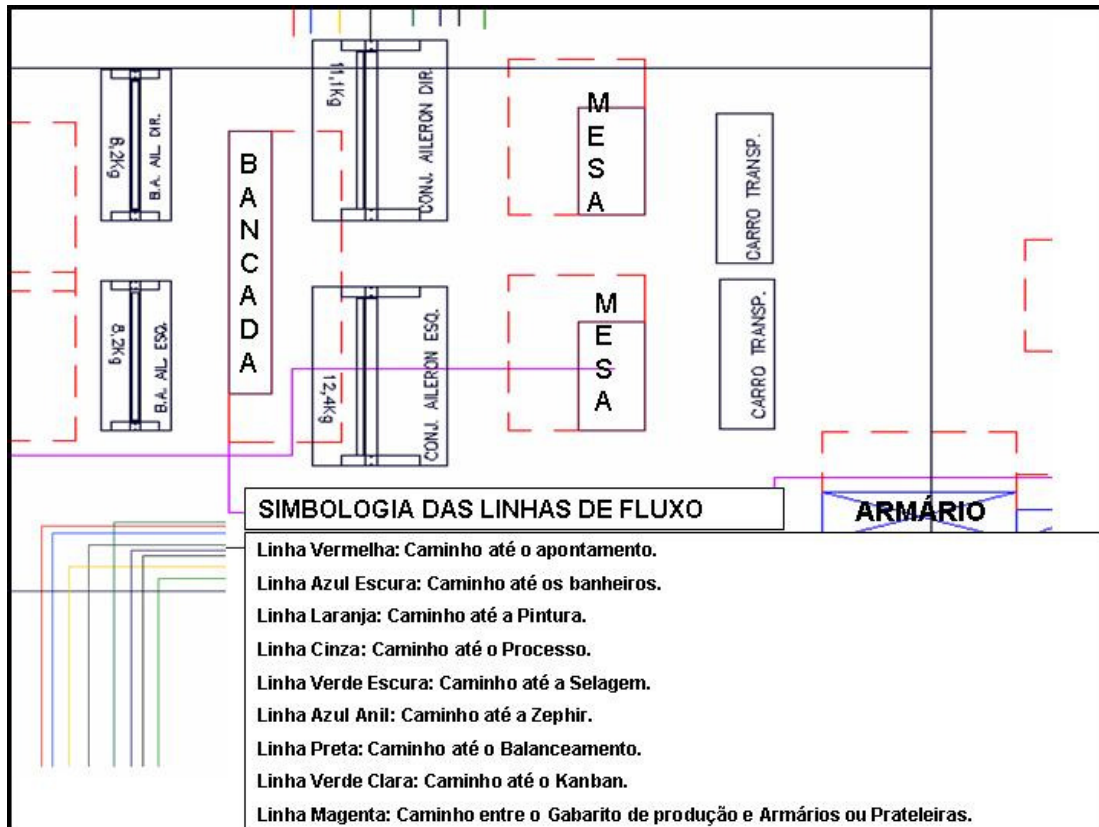 8,2Kg
B.A. AIL. DIR.
BANCADA
11,1Kg
CONJ. AILERON DIR.
MESA
CARRO TRANSP.
8,2Kg
B.A. AIL. ESQ.
12,4Kg
CONJ. AILERON ESQ.
MESA
CARRO TRANSP.
SIMBOLOGIA DAS LINHAS DE FLUXO
ARMÁRIO
Linha Vermelha: Caminho até o apontamento.
Linha Azul Escura: Caminho até os banheiros.
Linha Laranja: Caminho até a Pintura.
Linha Cinza: Caminho até o Processo.
Linha Verde Escura: Caminho até a Selagem.
Linha Azul Anil: Caminho até a Zephir.
Linha Preta: Caminho até o Balanceamento.
Linha Verde Clara: Caminho até o Kanban.
Linha Magenta: Caminho entre o Gabarito de produção e Armários ou Prateleiras.